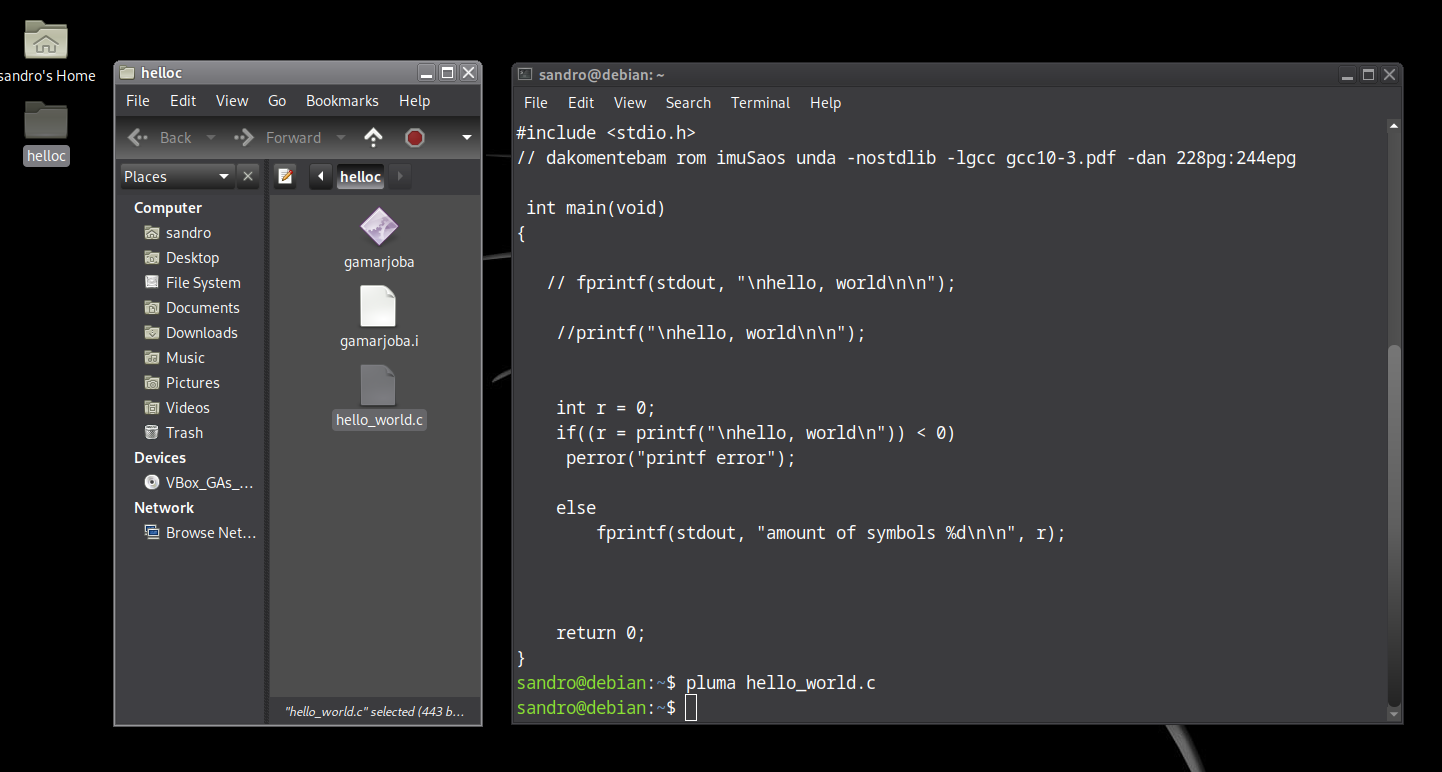 sandro's Home
helloc
helloc
File Edit View Go Bookmarks Help
Back Forward
Places
helloc
Computer
sandro
Desktop
File System
Documents
Downloads
Music
Pictures
Videos
Trash
Devices
VBox_GAs_...
Network
Browse Net...
gamarjoba
gamarjoba.i
hello_world.c
"hello_world.c" selected (443 b...
sandro@debian: ~
File Edit View Search Terminal Help
#include <stdio.h>
// dakomentebam rom imuSaos unda -nostdlib -lgcc gcc10-3.pdf -dan 228pg:244epg
int main(void)
{
// fprintf(stdout, "\nhello, world\n\n");
//printf("\nhello, world\n\n");
int r = 0;
if((r = printf("\nhello, world\n")) < 0)
perror("printf error");
else
fprintf(stdout, "amount of symbols %d\n\n", r);
return 0;
}
sandro@debian:~$ pluma hello_world.c
sandro@debian:~$